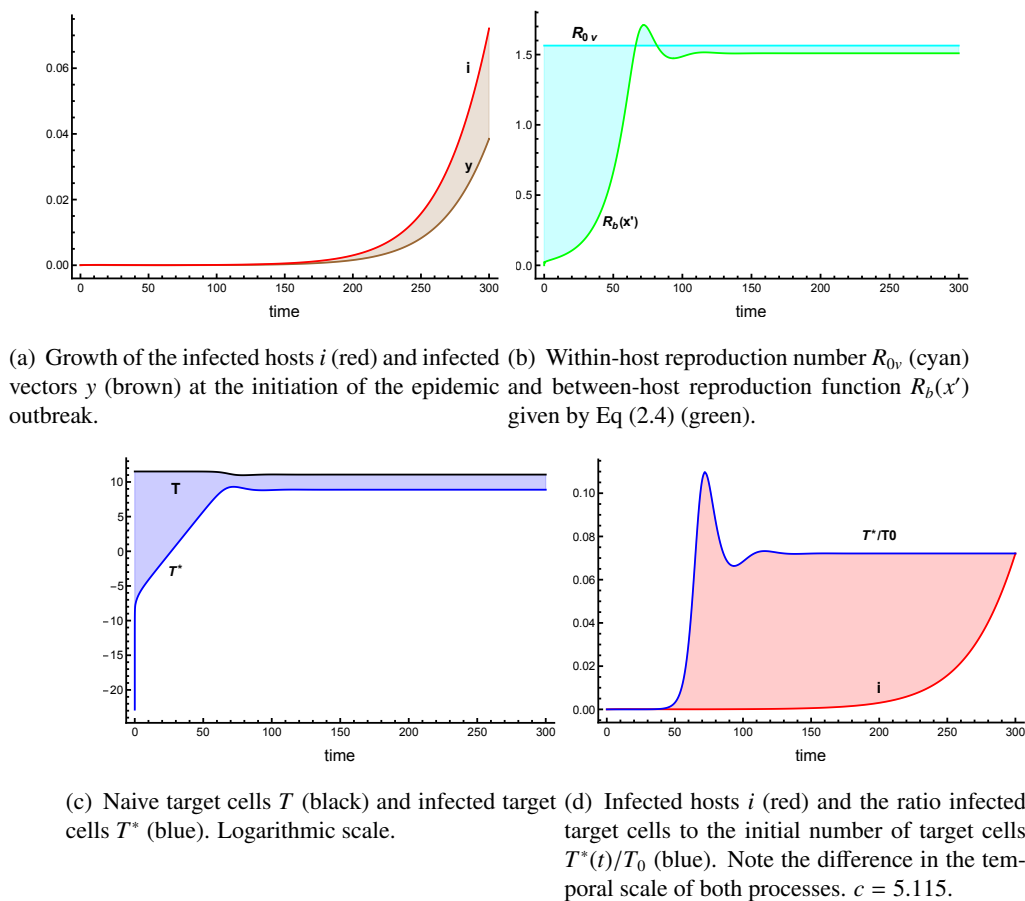 i
y
0.06
0.04
0.02
0.00
0 50 100 150 200 250 300
time
R0 v
Rb(x')
1.5
1.0
0.5
0.0
0 50 100 150 200 250 300
time
(a) Growth of the infected hosts i (red) and infected
vectors y (brown) at the initiation of the epidemic
outbreak.
(b) Within-host reproduction number R0v (cyan)
and between-host reproduction function Rb(x′)
given by Eq (2.4) (green).
T
T*
10
5
0
−5
−10
−15
−20
0 50 100 150 200 250 300
time
T*/T0
i
0.10
0.08
0.06
0.04
0.02
0.00
0 50 100 150 200 250 300
time
(c) Naive target cells T (black) and infected target
cells T* (blue). Logarithmic scale.
(d) Infected hosts i (red) and the ratio infected
target cells to the initial number of target cells
T*(t)/T0 (blue). Note the difference in the tem-
poral scale of both processes. c = 5.115.